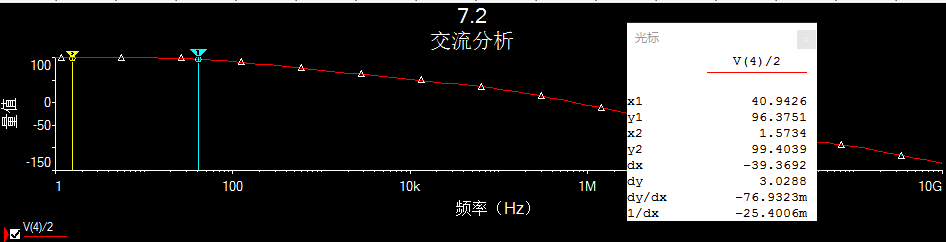 7.2
交流分析
光标
V(4)/2
x1 40.9426
y1 96.3751
x2 1.5734
y2 99.4039
dx -39.3692
dy 3.0288
dy/dx -76.9323m
1/dx -25.4006m
量值
100
0
-50
-150
1 100 10k 1M 10G
频率（Hz）
V(4)/2